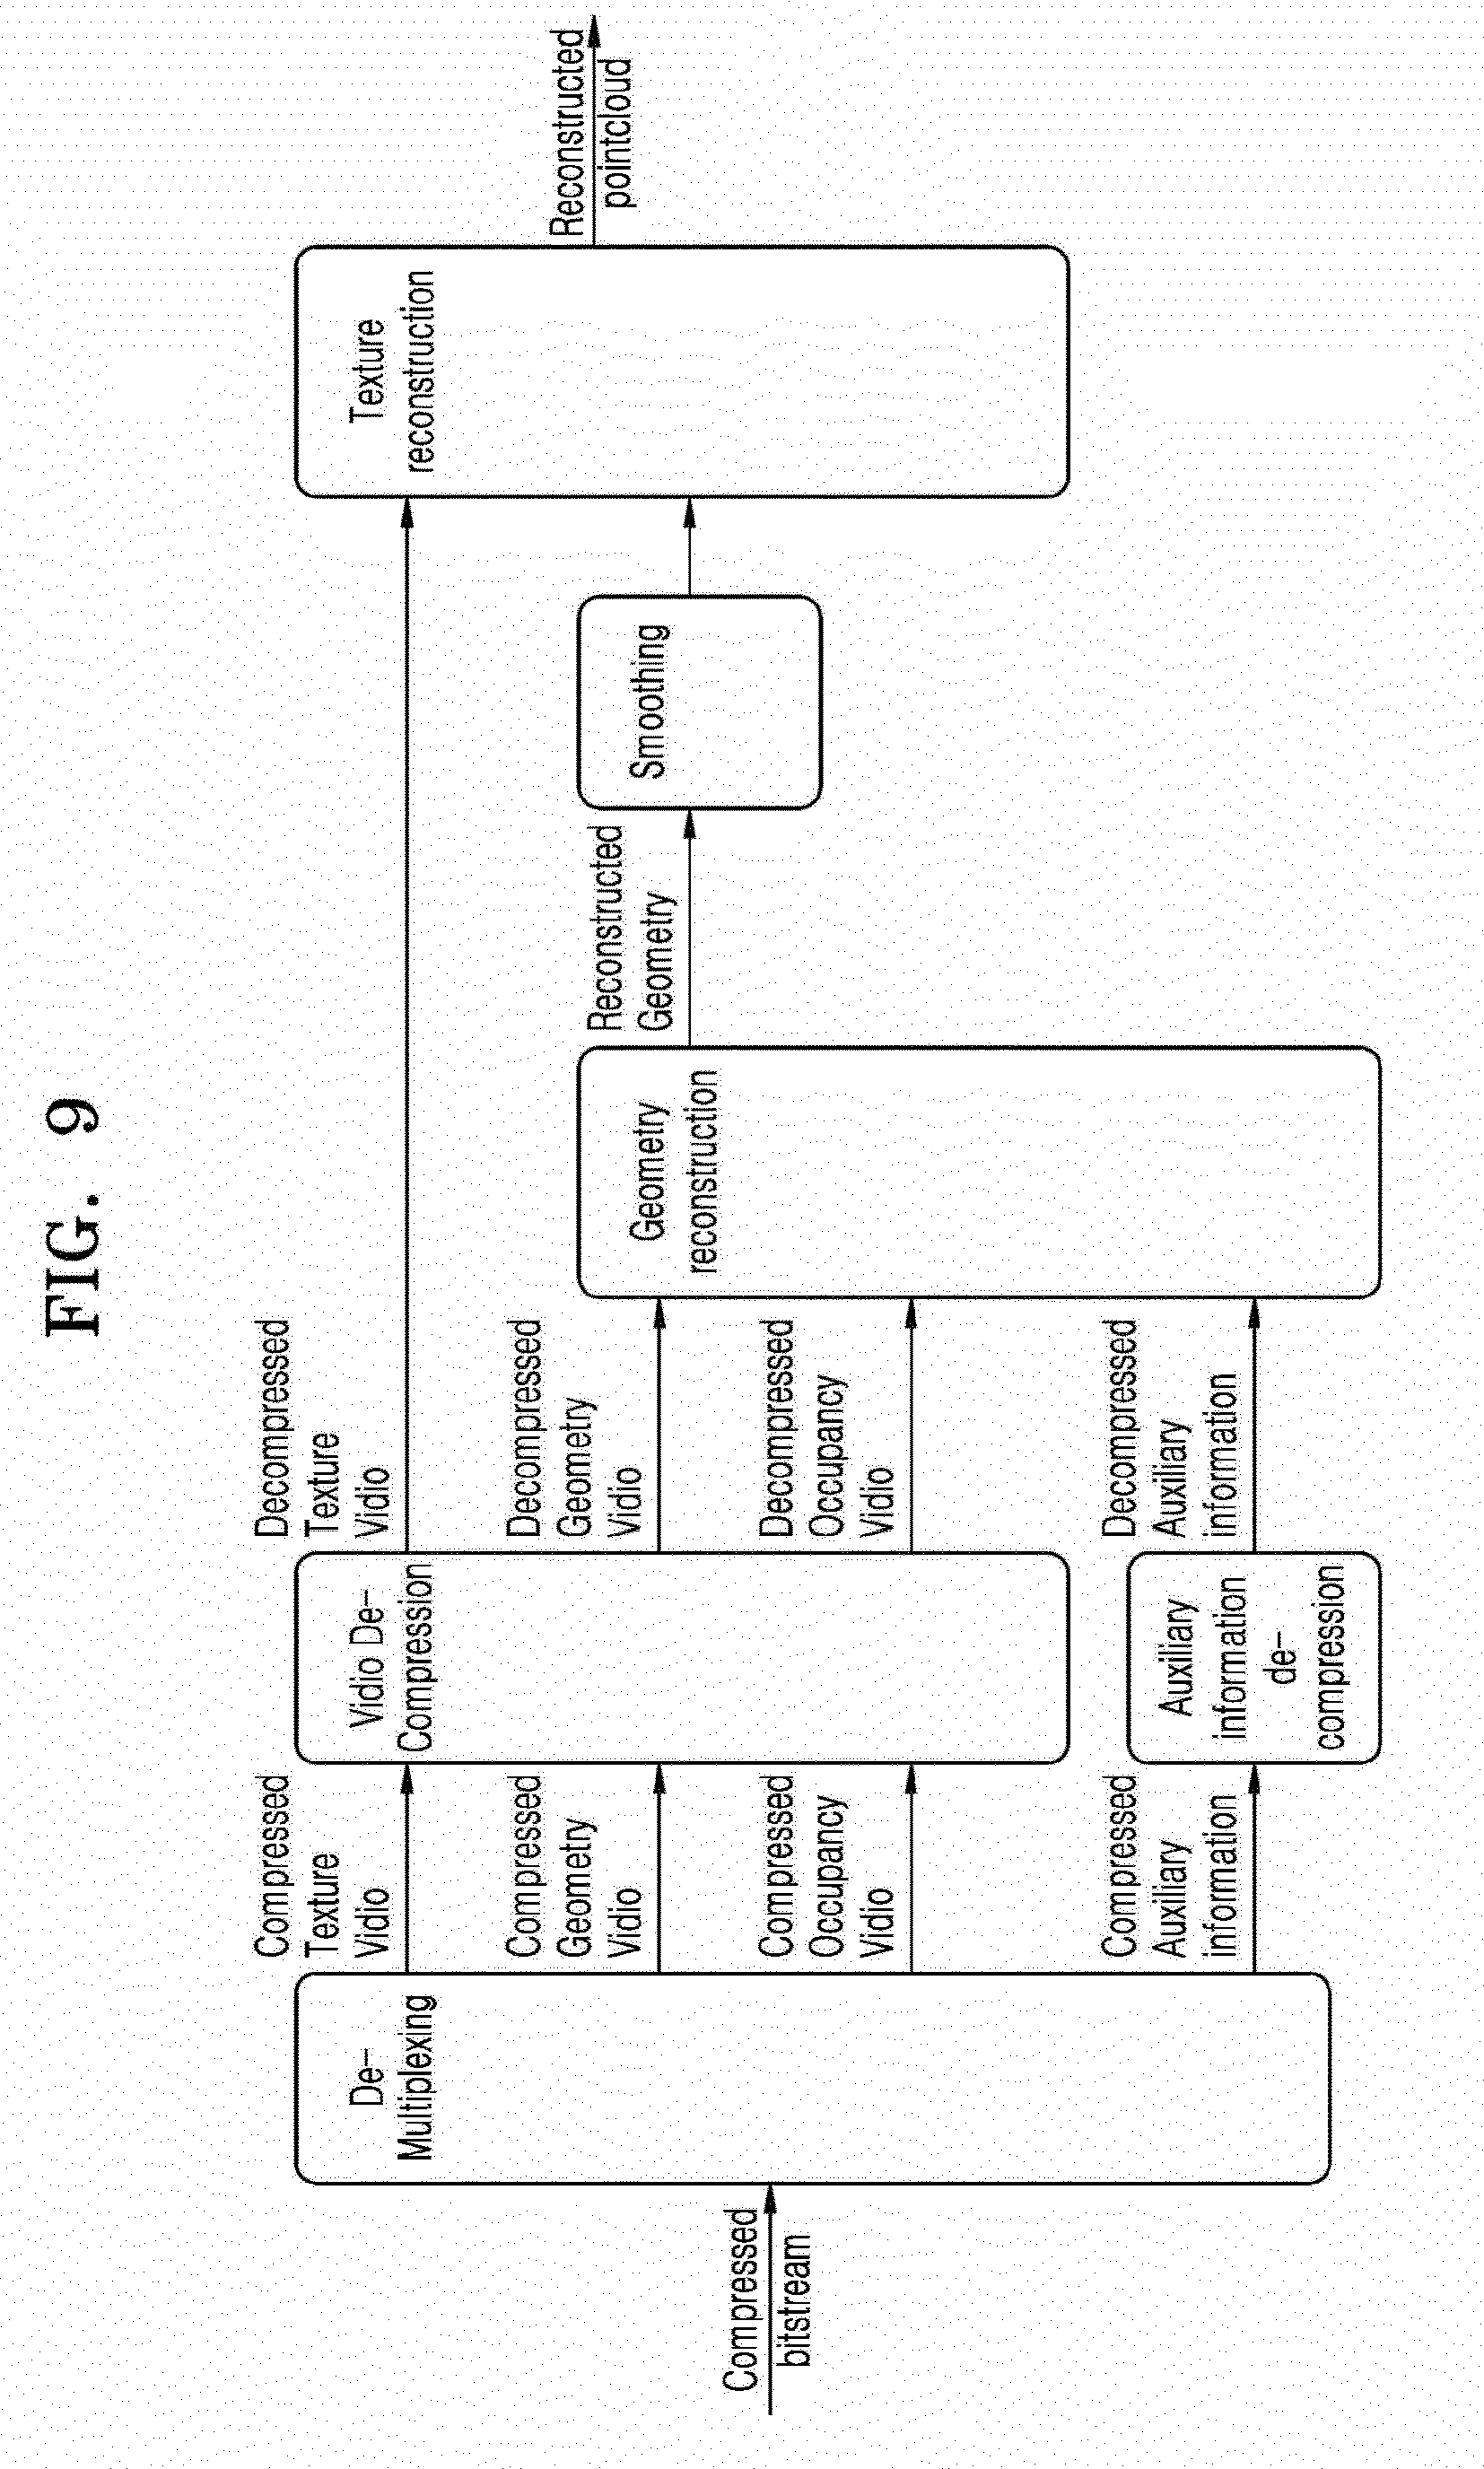 FIG. 9
Compressed
bitstream
De-
Multiplexing
Compressed
Texture
Vidio
Compressed
Geometry
Vidio
Compressed
Occupancy
Vidio
Compressed
Auxiliary
information
Vidio De-
Compression
Auxiliary
information
de-
compression
Decompressed
Texture
Vidio
Decompressed
Geometry
Vidio
Decompressed
Occupancy
Vidio
Decompressed
Auxiliary
information
Geometry
reconstruction
Reconstructed
Geometry
Smoothing
Texture
reconstruction
Reconstructed
pointcloud